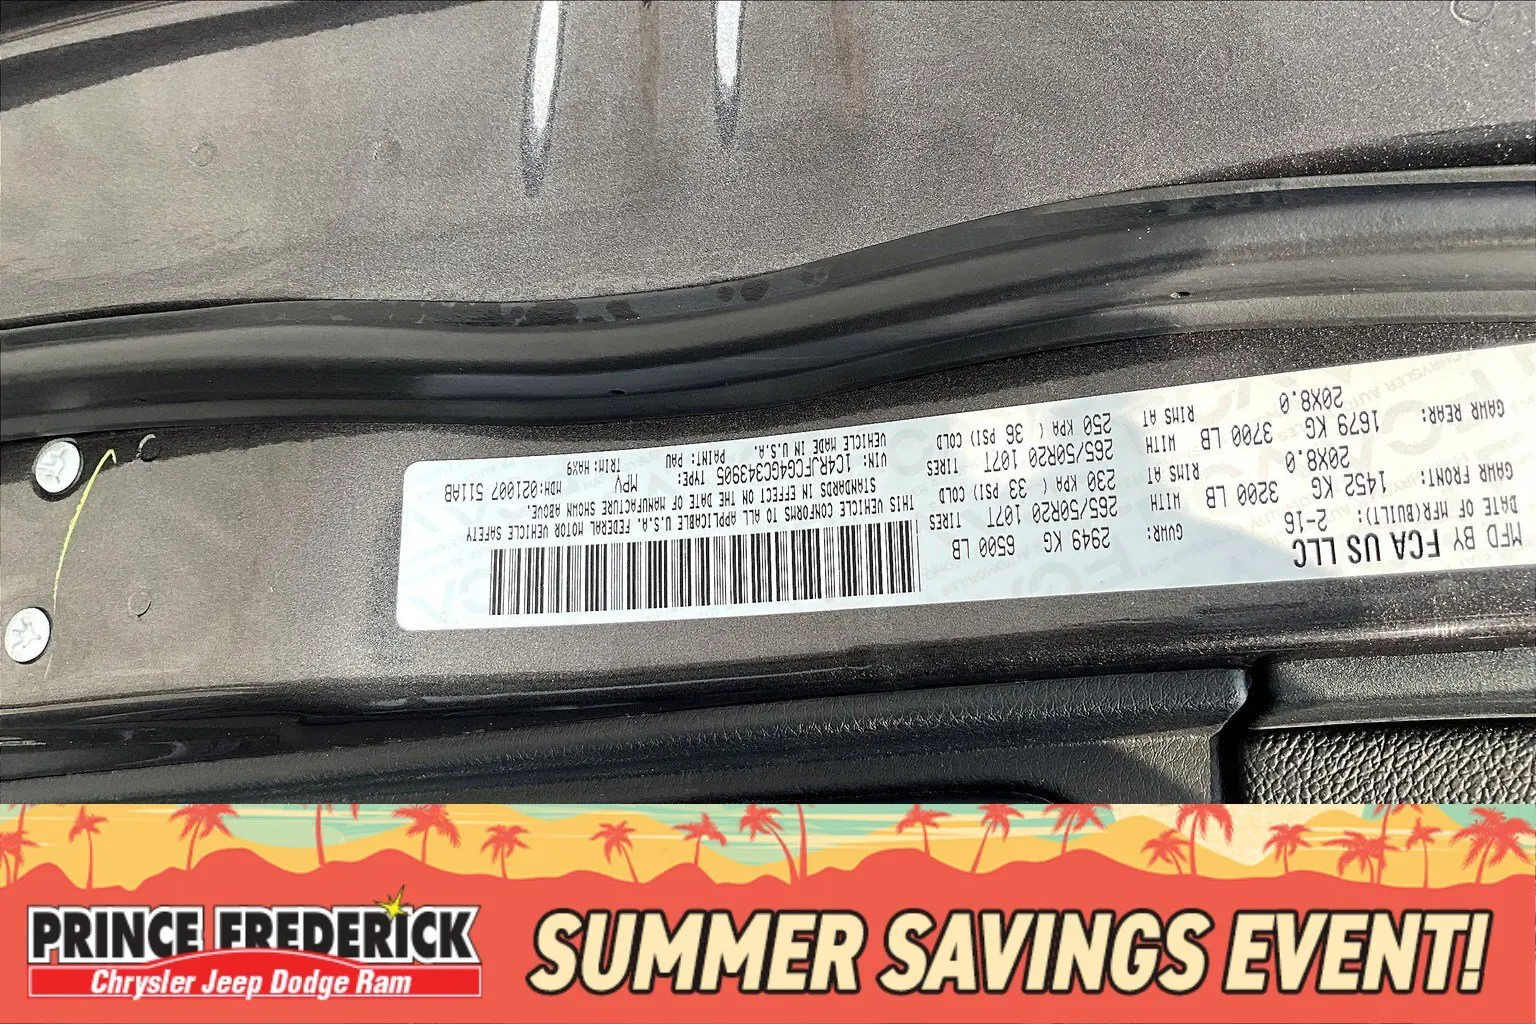 MFD BY FCA US LLC
DATE OF MFR(BUILT): 2-16
GVWR:
2949 KG
6500 LB
GAWR FRONT:
1452 KG
3200 LB
WITH TIRES
265/50R20 107T
RIMS AT
20X8.0
230 KPA ( 33 PSI) COLD
GAWR REAR:
1679 KG
3700 LB
WITH TIRES
265/50R20 107T
RIMS AT
20X8.0
250 KPA ( 36 PSI) COLD
THIS VEHICLE CONFORMS TO ALL APPLICABLE U.S.A. FEDERAL MOTOR VEHICLE SAFETY
STANDARDS IN EFFECT ON THE DATE OF MANUFACTURE SHOWN ABOVE.
VIN: 1C4RJFCG4GC343905 TYPE: MPV MDH:021007 511AB
VEHICLE MADE IN U.S.A. PAINT: PAU TRIM: HAX9
PRINCE FREDERICK
Chrysler Jeep Dodge Ram
SUMMER SAVINGS EVENT!